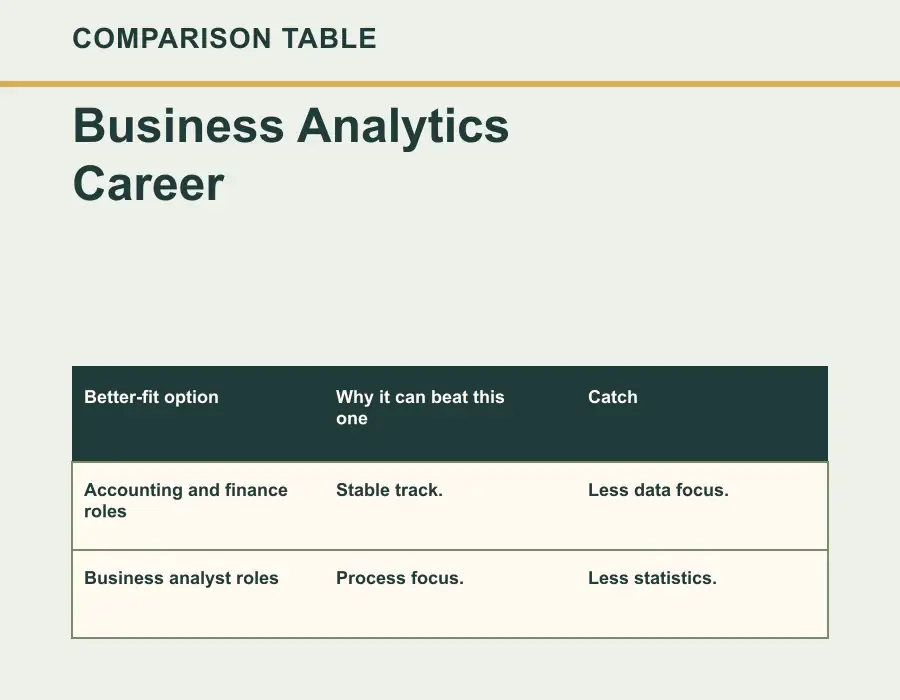 COMPARISON TABLE
Business Analytics
Career
Better-fit option
Why it can beat this
one
Catch
Accounting and finance
roles
Stable track.
Less data focus.
Business analyst roles
Process focus.
Less statistics.